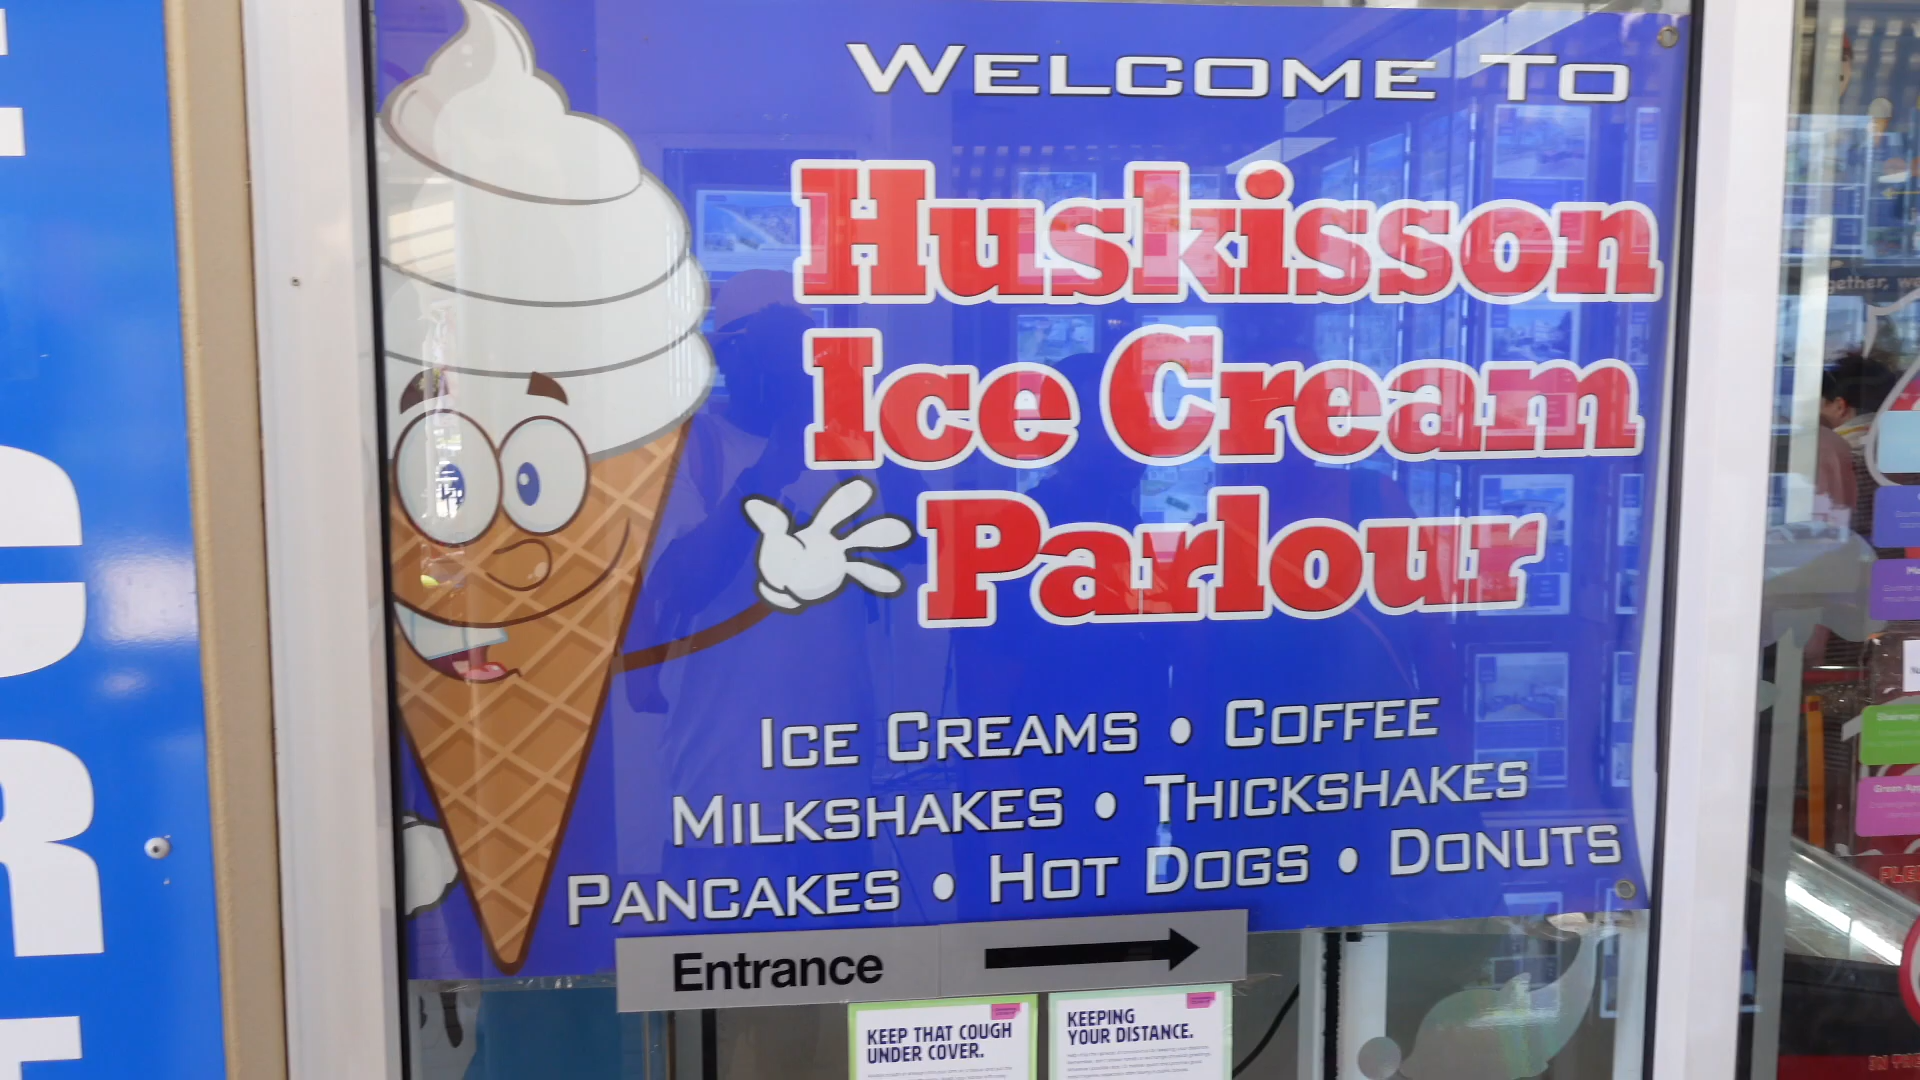 WELCOME TO
Huskisson
Ice Cream
Parlour
ICE CREAMS • COFFEE
MILKSHAKES • THICKSHAKES
PANCAKES • HOT DOGS • DONUTS
Entrance
KEEP THAT COUGH
UNDER COVER.
KEEPING
YOUR DISTANCE.